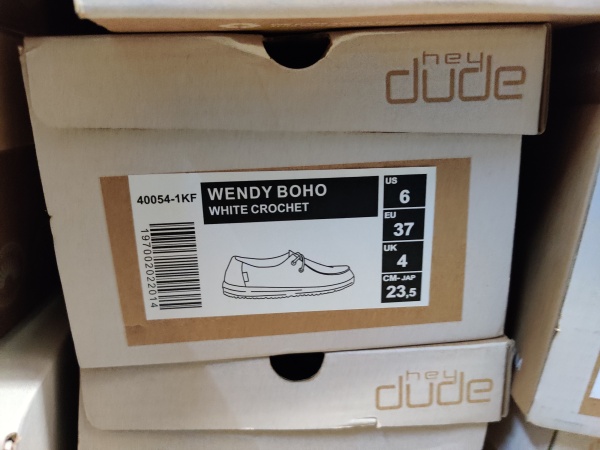 hey
dude
40054-1KF
WENDY BOHO
WHITE CROCHET
US
6
EU
37
UK
4
CM-JAP
23,5
197002022014
hey
dude